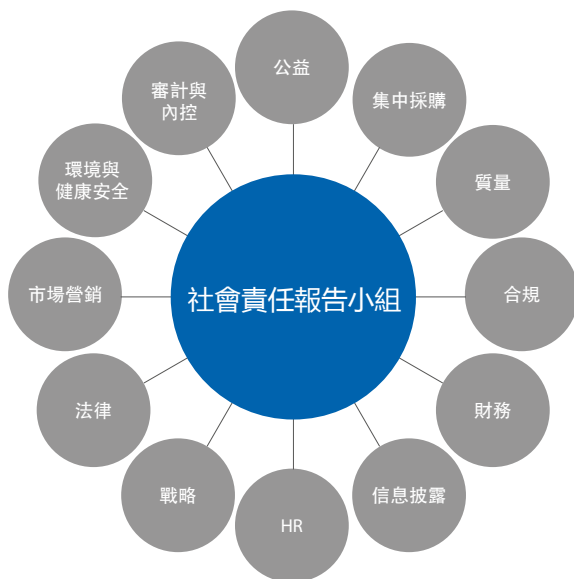 公益
集中採購
質量
合規
財務
信息披露
HR
戰略
法律
市場營銷
環境與
健康安全
審計與
內控
社會責任報告小組